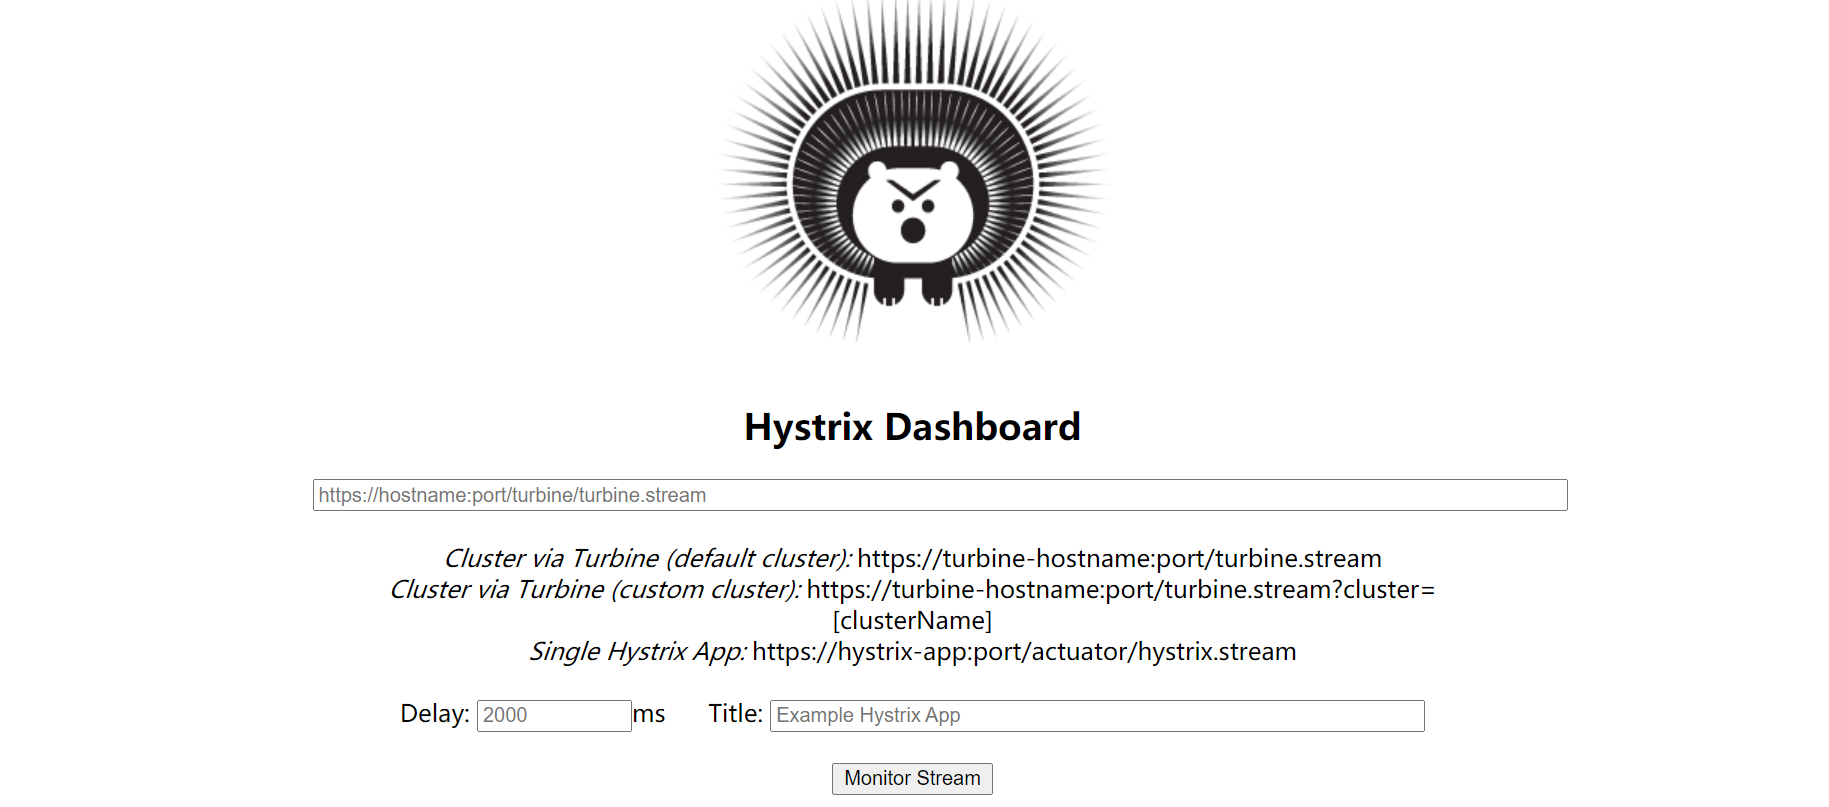 Hystrix Dashboard
https://hostname:port/turbine/turbine.stream
Cluster via Turbine (default cluster): https://turbine-hostname:port/turbine.stream
Cluster via Turbine (custom cluster): https://turbine-hostname:port/turbine.stream?cluster=
[clusterName]
Single Hystrix App: https://hystrix-app:port/actuator/hystrix.stream
Delay: 2000 ms Title: Example Hystrix App
Monitor Stream